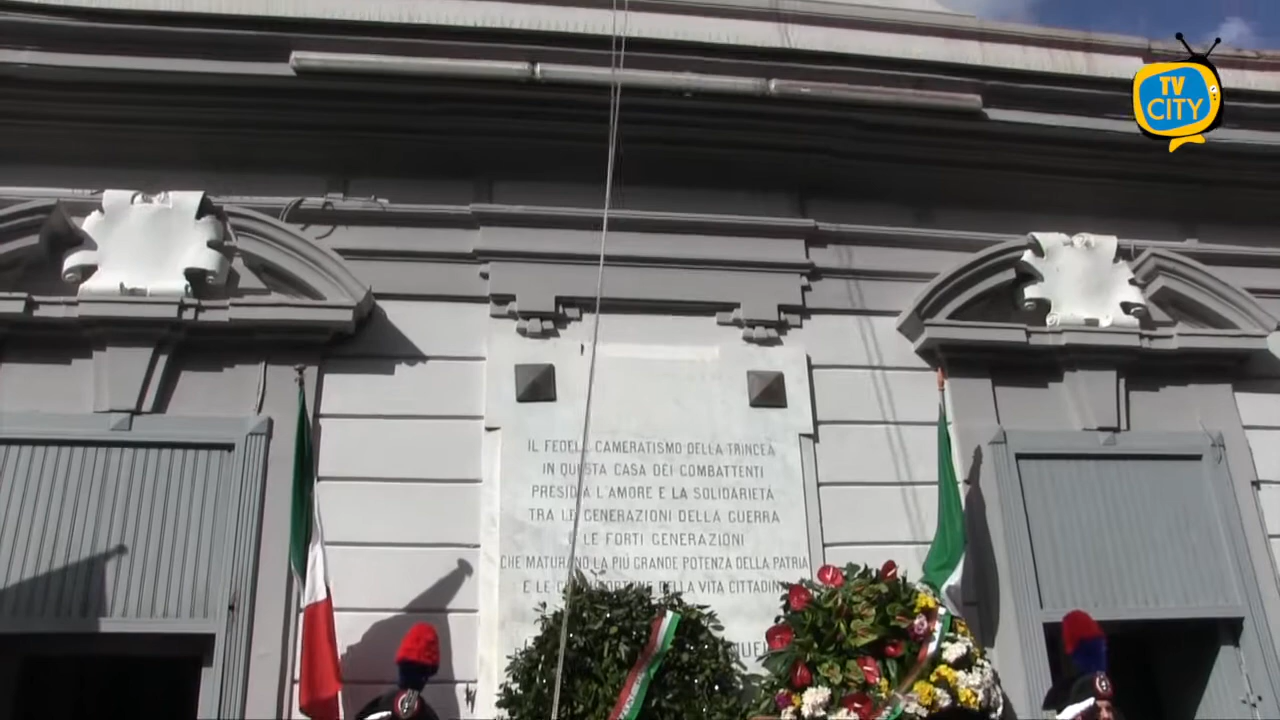 TV
CITY
IL FEDELE CAMERATISMO DELLA TRINCEA
IN QUESTA CASA DEI COMBATTENTI
PRESIDIA L'AMORE E LA SOLIDARIETÀ
TRA LE GENERAZIONI DELLA GUERRA
E LE FORTI GENERAZIONI
CHE MATURANO LA PIÙ GRANDE POTENZA DELLA PATRIA
E LE DELLA VITA CITTADINA